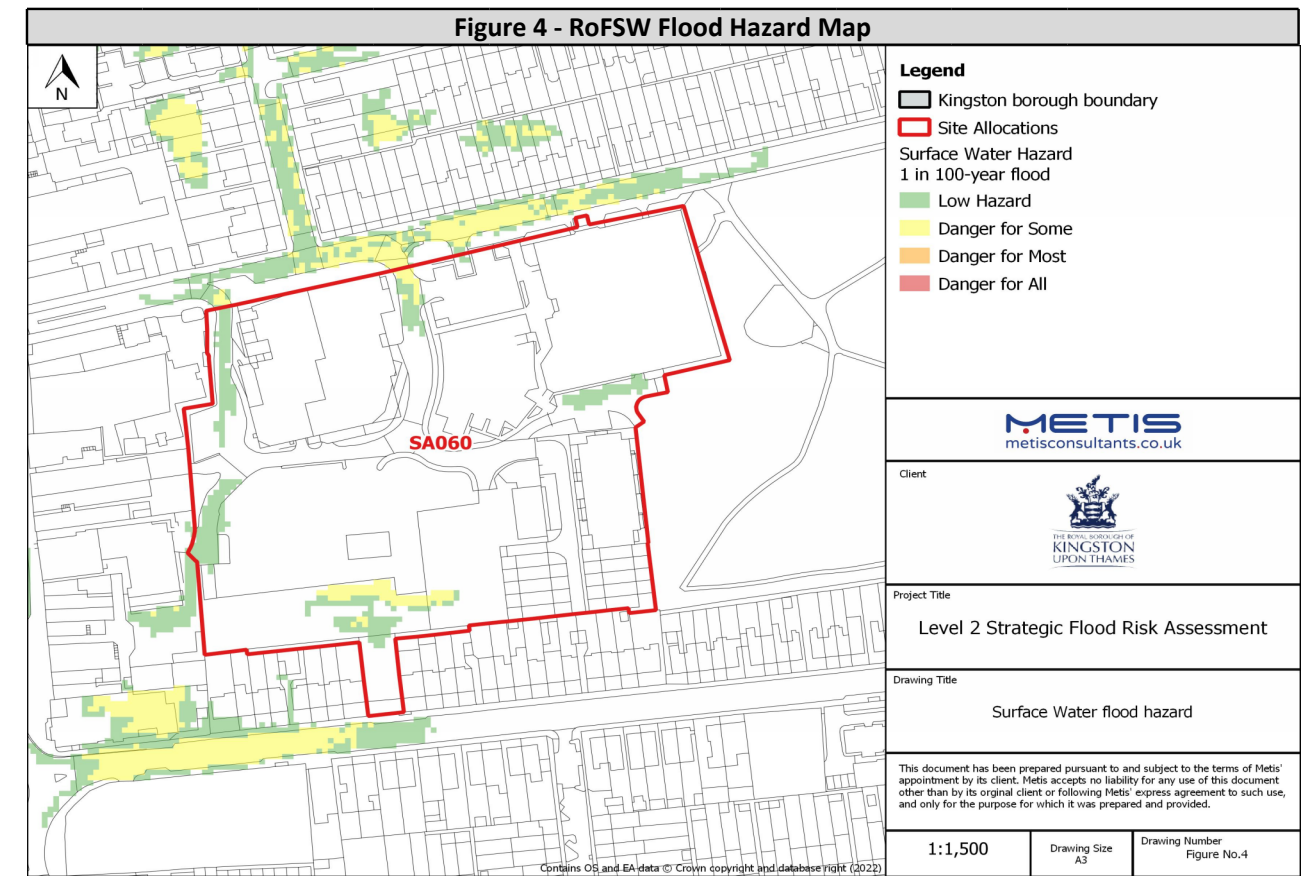 Figure 4 - RoFSW Flood Hazard Map
N
SA060
Contains OS and EA data © Crown copyright and database right (2022)
Legend
Kingston borough boundary
Site Allocations
Surface Water Hazard
1 in 100-year flood
Low Hazard
Danger for Some
Danger for Most
Danger for All
METIS
metisconsultants.co.uk
Client
THE ROYAL BOROUGH OF
KINGSTON
UPON THAMES
Project Title
Level 2 Strategic Flood Risk Assessment
Drawing Title
Surface Water flood hazard
This document has been prepared pursuant to and subject to the terms of Metis'
appointment by its client. Metis accepts no liability for any use of this document
other than by its orginal client or following Metis' express agreement to such use,
and only for the purpose for which it was prepared and provided.
1:1,500
Drawing Size
A3
Drawing Number
Figure No.4